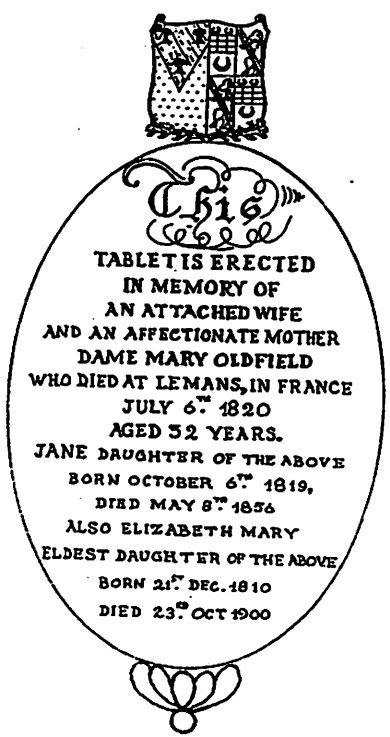 This
TABLET IS ERECTED
IN MEMORY OF
AN ATTACHED WIFE
AND AN AFFECTIONATE MOTHER
DAME MARY OLDFIELD
WHO DIED AT LEMANS, IN FRANCE
JULY 6TH 1820
AGED 32 YEARS.
JANE DAUGHTER OF THE ABOVE
BORN OCTOBER 6TH 1819,
DIED MAY 8TH 1856
ALSO ELIZABETH MARY
ELDEST DAUGHTER OF THE ABOVE
BORN 21ST DEC. 1810
DIED 23RD OCT 1900